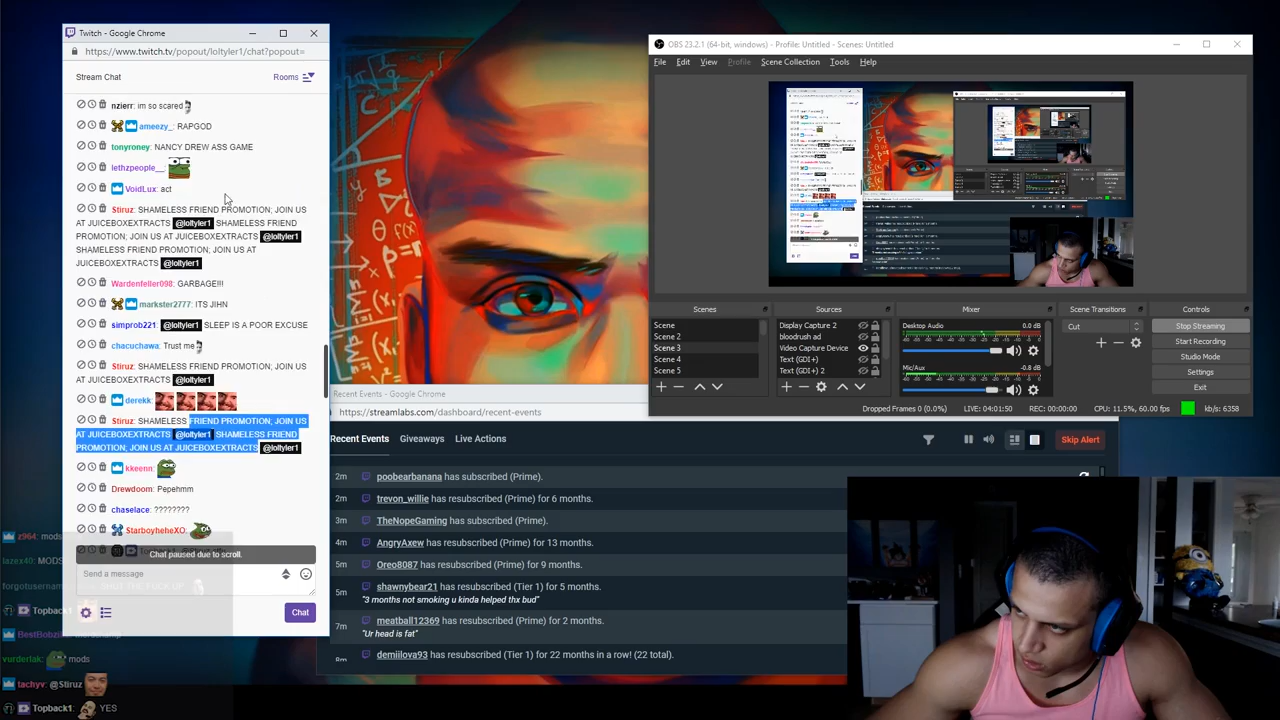 Twitch - Google Chrome
https://www.twitch.tv/popout/loltyler1/chat?popout=
Stream Chat
Rooms
nzierr: im so scared
ameezy_: RAPGOD
tonyroney: NANCY DREW ASS GAME
lethzpeople__:
VoidLux: act
Stiruz: SHAMELESS FRIEND PROMOTION; JOIN US
AT JUICEBOXEXTRACTS @loltyler1 SHAMELESS FRIEND
PROMOTION; JOIN US AT JUICEBOXEXTRACTS @loltyler1
SHAMELESS FRIEND PROMOTION; JOIN US AT
JUICEBOXEXTRACTS @loltyler1
Wardenfeller098: GARBAGE!!!
markster2777: ITS JIHN
simprob221: @loltyler1 SLEEP IS A POOR EXCUSE
chacuchawa: Trust me
Stiruz: SHAMELESS FRIEND PROMOTION; JOIN US
AT JUICEBOXEXTRACTS @loltyler1
derekk:
Stiruz: SHAMELESS FRIEND PROMOTION; JOIN US
AT JUICEBOXEXTRACTS @loltyler1 SHAMELESS FRIEND
PROMOTION; JOIN US AT JUICEBOXEXTRACTS @loltyler1
kkeenn:
Drewdoom: Pepehmm
chaselace: ????????
StarboyheheXO:
Chat paused due to scroll.
Send a message
Chat
z964: mods
lazex40: MODS
Topback1
vurderlak: mods
tachyv: @Stiruz
Topback1: YES
OBS 23.2.1 (64-bit, windows) - Profile: Untitled - Scenes: Untitled
File Edit View Profile Scene Collection Tools Help
Scenes
Scene
Scene 2
Scene 3
Scene 4
Scene 5
Sources
Display Capture 2
bloodrush ad
Video Capture Device
Text (GDI+)
Text (GDI+) 2
Mixer
Desktop Audio 0.0 dB
Mic/Aux -0.8 dB
Scene Transitions
Cut
Controls
Stop Streaming
Start Recording
Studio Mode
Settings
Exit
Dropped Frames 0 (0.0%) LIVE: 04:01:50 REC: 00:00:00 CPU: 11.5%, 60.00 fps kb/s: 6358
Recent Events - Google Chrome
https://streamlabs.com/dashboard/recent-events
Recent Events Giveaways Live Actions Skip Alert
2m poobearbanana has subscribed (Prime).
2m trevon_willie has resubscribed (Prime) for 6 months.
3m TheNopeGaming has subscribed (Prime).
4m AngryAxew has resubscribed (Prime) for 13 months.
5m Oreo8087 has resubscribed (Prime) for 9 months.
5m shawnybear21 has resubscribed (Tier 1) for 5 months.
"3 months not smoking u kinda helped thx bud"
7m meatball12369 has resubscribed (Prime) for 2 months.
"Ur head is fat"
8m demiilova93 has resubscribed (Tier 1) for 22 months in a row! (22 total).